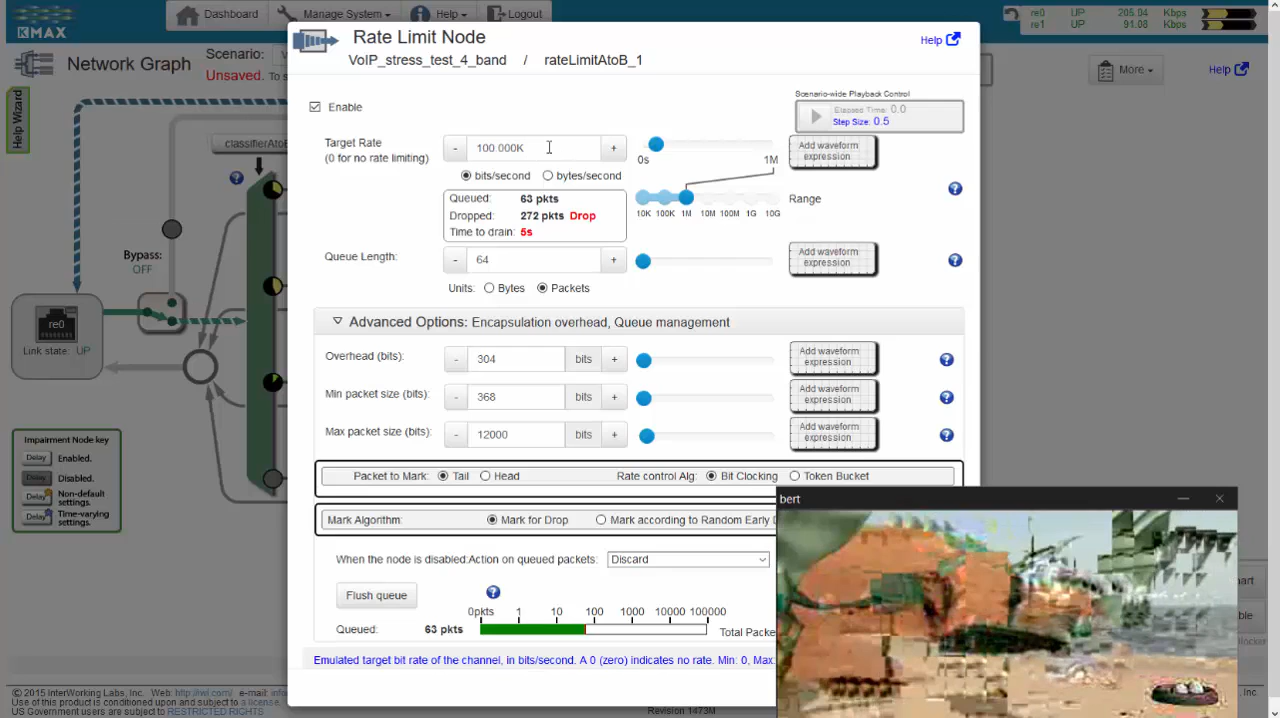 KMAX
Dashboard
Manage System
Help
Logout
re0 UP 205.04 Kbps
re1 UP 91.08 Kbps
Network Graph
Scenario:
Unsaved.
More
Help
Help Wizard
classifierAtoB
Bypass:
OFF
re0
Link state: UP
Impairment Node key
Delay Enabled.
Delay Disabled.
Delay Non-default settings.
Delay Time-varying settings.
Rate Limit Node
Help
VoIP_stress_test_4_band / rateLimitAtoB_1
Enable
Scenario-wide Playback Control
Elapsed Time: 0.0
Step Size: 0.5
Target Rate
(0 for no rate limiting)
- 100.000K +
0s 1M
Add waveform expression
bits/second bytes/second
Queued: 63 pkts
Dropped: 272 pkts Drop
Time to drain: 5s
10K 100K 1M 10M 100M 1G 10G
Range
Queue Length:
- 64 +
Add waveform expression
Units: Bytes Packets
Advanced Options: Encapsulation overhead, Queue management
Overhead (bits): - 304 bits +
Add waveform expression
Min packet size (bits): - 368 bits +
Add waveform expression
Max packet size (bits): - 12000 bits +
Add waveform expression
Packet to Mark: Tail Head Rate control Alg: Bit Clocking Token Bucket
Mark Algorithm: Mark for Drop Mark according to Random Early
When the node is disabled:Action on queued packets: Discard
Flush queue
0pkts 1 10 100 1000 10000 100000
Queued: 63 pkts
Total Packe
Emulated target bit rate of the channel, in bits/second. A 0 (zero) indicates no rate. Min: 0, Max:
bert
© 2015 InterWorking Labs, Inc. Web: http://iwl.com/ e-mail:
Use of this product is conditioned upon and subject to a license.
US Government users are subject to RESTRICTED RIGHTS.
Revision 1473M